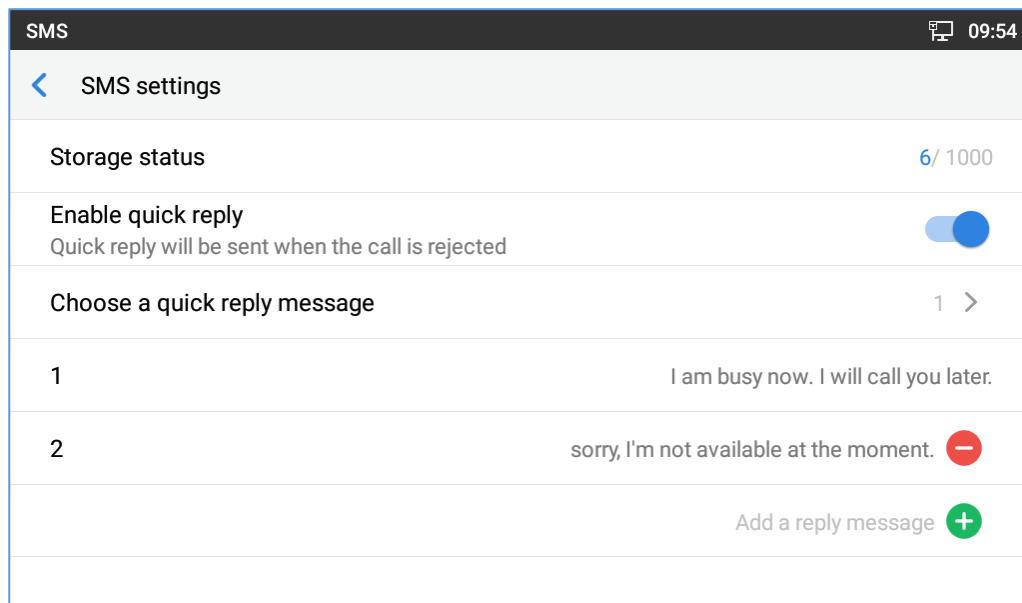 SMS 09:54
SMS settings
Storage status 6/ 1000
Enable quick reply
Quick reply will be sent when the call is rejected
Choose a quick reply message 1
1 I am busy now. I will call you later.
2 sorry, I'm not available at the moment.
Add a reply message